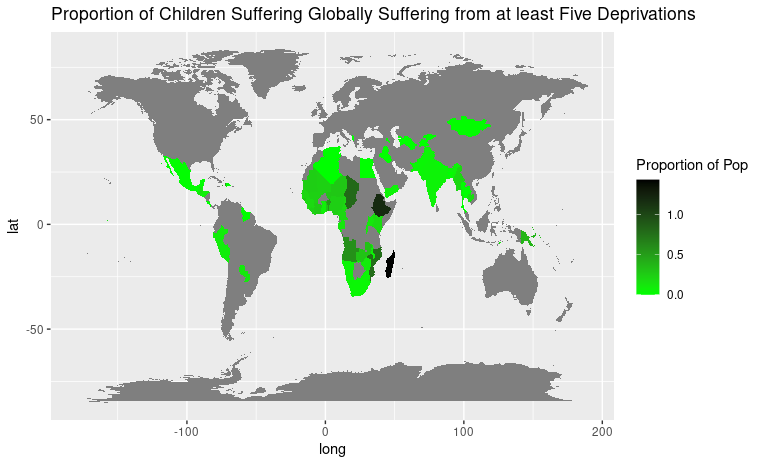 Proportion of Children Suffering Globally Suffering from at least Five Deprivations
lat
50
0
-50
-100
0
100
200
long
Proportion of Pop
1.0
0.5
0.0